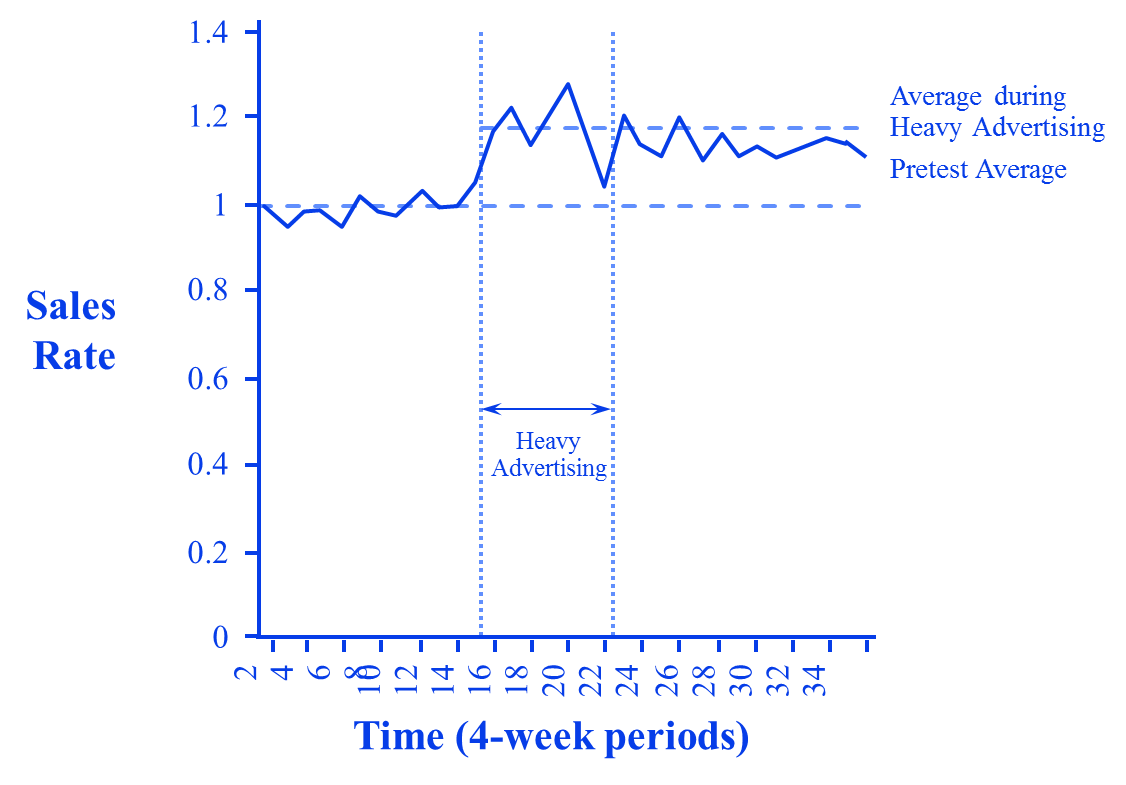 1.4
1.2
1
0.8
0.6
0.4
0.2
0
Sales
Rate
Average during
Heavy Advertising
Pretest Average
Heavy
Advertising
2 4 6 8 10 12 14 16 18 20 22 24 26 28 30 32 34
Time (4-week periods)